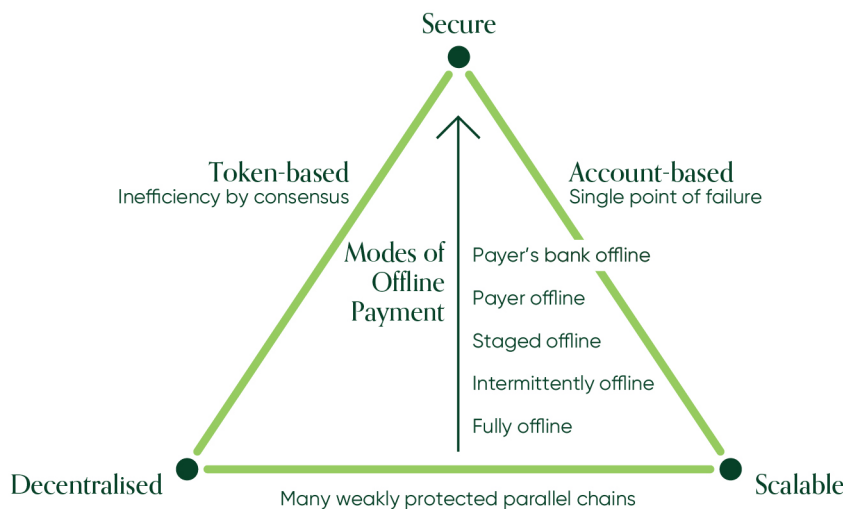 Secure
Token-based
Inefficiency by consensus
Account-based
Single point of failure
Modes of
Offline
Payment
Payer’s bank offline
Payer offline
Staged offline
Intermittently offline
Fully offline
Decentralised
Scalable
Many weakly protected parallel chains